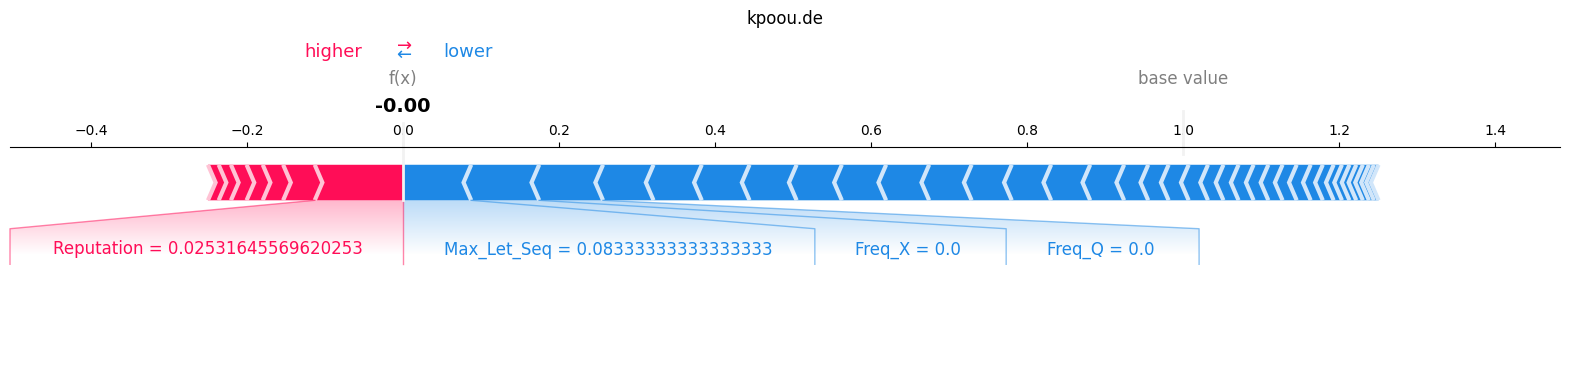 kpoou.de
higher ⇄ lower
f(x) base value
-0.00
−0.4 −0.2 0.0 0.2 0.4 0.6 0.8 1.0 1.2 1.4
Reputation = 0.02531645569620253 Max_Let_Seq = 0.08333333333333333 Freq_X = 0.0 Freq_Q = 0.0